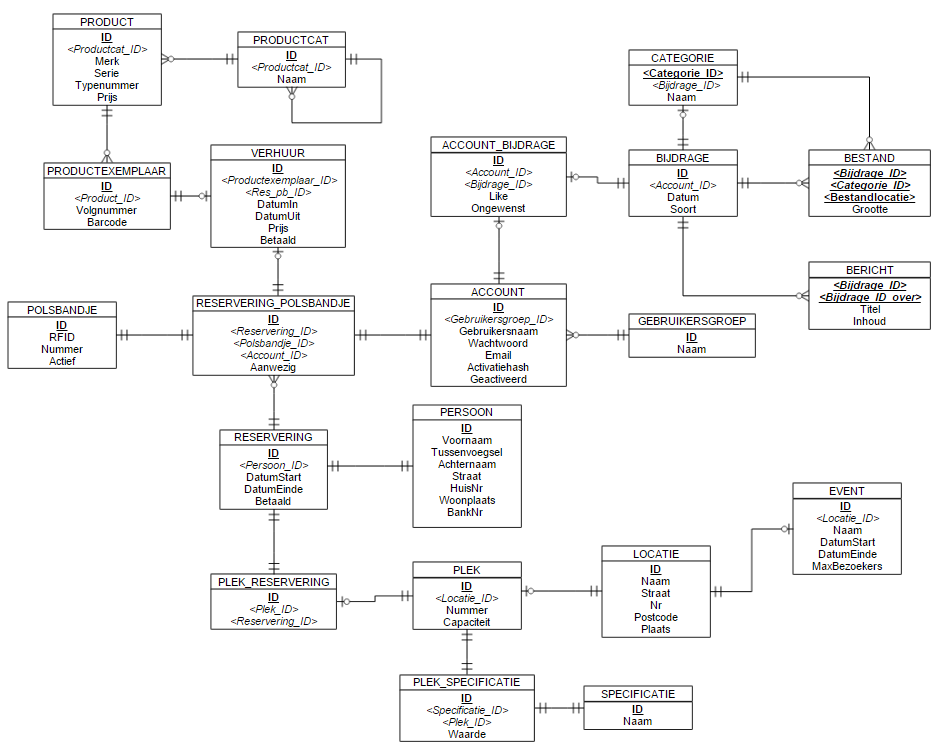 PRODUCT
ID
<Productcat_ID>
Merk
Serie
Typenummer
Prijs
PRODUCTCAT
ID
<Productcat_ID>
Naam
CATEGORIE
<Categorie_ID>
<Bijdrage_ID>
Naam
PRODUCTEXEMPLAAR
ID
<Product_ID>
Volgnummer
Barcode
VERHUUR
ID
<Productexemplaar_ID>
<Res_pb_ID>
DatumIn
DatumUit
Prijs
Betaald
ACCOUNT_BIJDRAGE
ID
<Account_ID>
<Bijdrage_ID>
Like
Ongewenst
BIJDRAGE
ID
<Account_ID>
Datum
Soort
BESTAND
<Bijdrage_ID>
<Categorie_ID>
<Bestandlocatie>
Grootte
BERICHT
<Bijdrage_ID>
<Bijdrage_ID_over>
Titel
Inhoud
POLSBANDJE
ID
RFID
Nummer
Actief
RESERVERING_POLSBANDJE
ID
<Reservering_ID>
<Polsbandje_ID>
<Account_ID>
Aanwezig
ACCOUNT
ID
<Gebruikersgroep_ID>
Gebruikersnaam
Wachtwoord
Email
Activatiehash
Geactiveerd
GEBRUIKERSGROEP
ID
Naam
RESERVERING
ID
<Persoon_ID>
DatumStart
DatumEinde
Betaald
PERSOON
ID
Voornaam
Tussenvoegsel
Achternaam
Straat
HuisNr
Woonplaats
BankNr
EVENT
ID
<Locatie_ID>
Naam
DatumStart
DatumEinde
MaxBezoekers
PLEK_RESERVERING
ID
<Plek_ID>
<Reservering_ID>
PLEK
ID
<Locatie_ID>
Nummer
Capaciteit
LOCATIE
ID
Naam
Straat
Nr
Postcode
Plaats
PLEK_SPECIFICATIE
ID
<Specificatie_ID>
<Plek_ID>
Waarde
SPECIFICATIE
ID
Naam